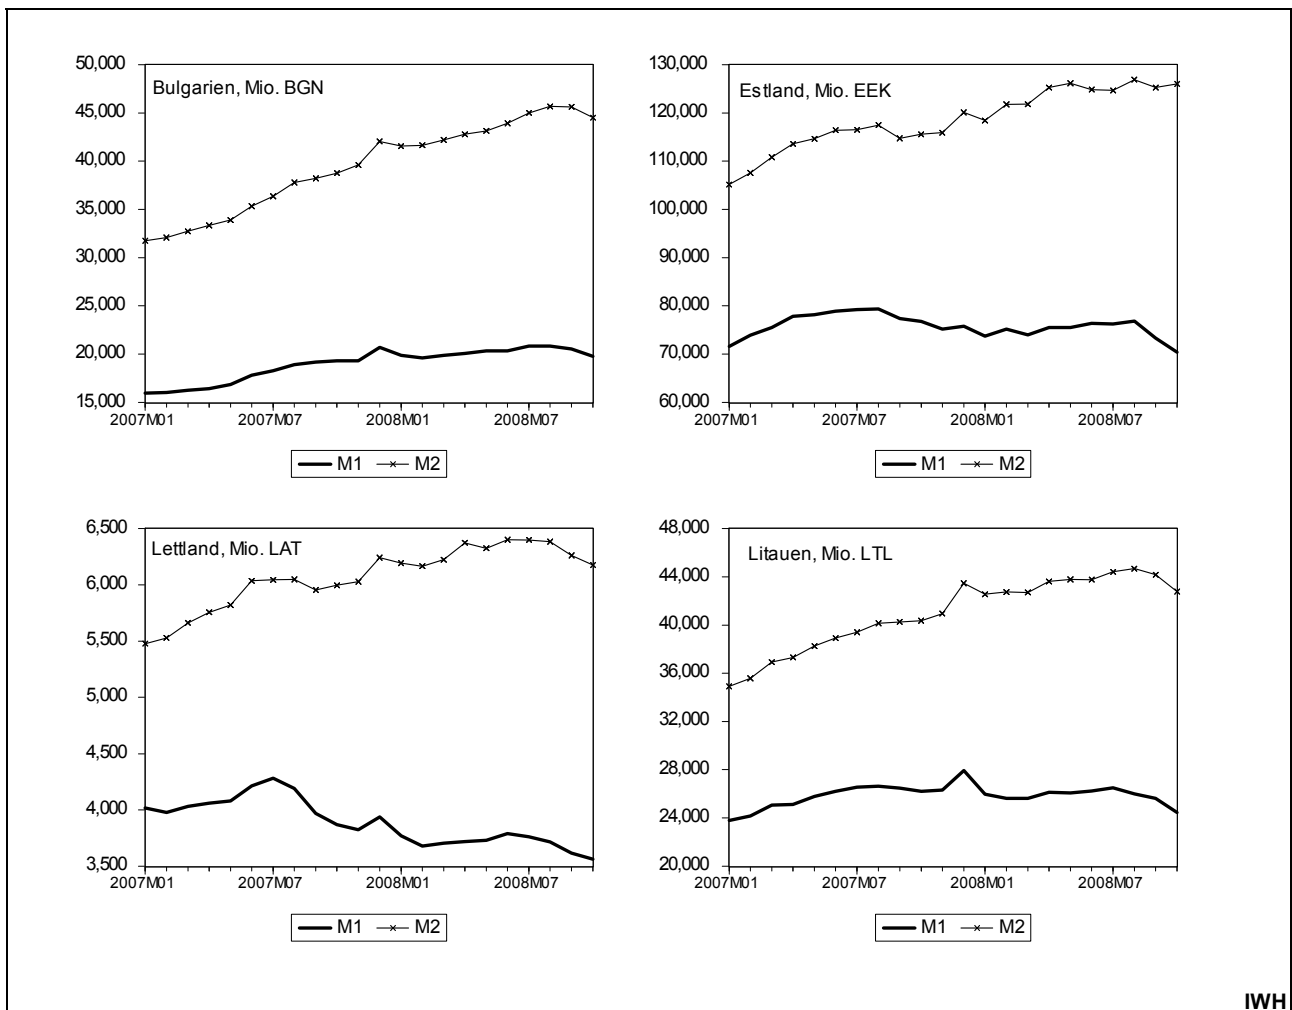 Bulgarien, Mio. BGN
50,000
45,000
40,000
35,000
30,000
25,000
20,000
15,000
2007M01 2007M07 2008M01 2008M07
M1 M2
Estland, Mio. EEK
130,000
120,000
110,000
100,000
90,000
80,000
70,000
60,000
2007M01 2007M07 2008M01 2008M07
M1 M2
Lettland, Mio. LAT
6,500
6,000
5,500
5,000
4,500
4,000
3,500
2007M01 2007M07 2008M01 2008M07
M1 M2
Litauen, Mio. LTL
48,000
44,000
40,000
36,000
32,000
28,000
24,000
20,000
2007M01 2007M07 2008M01 2008M07
M1 M2
IWH